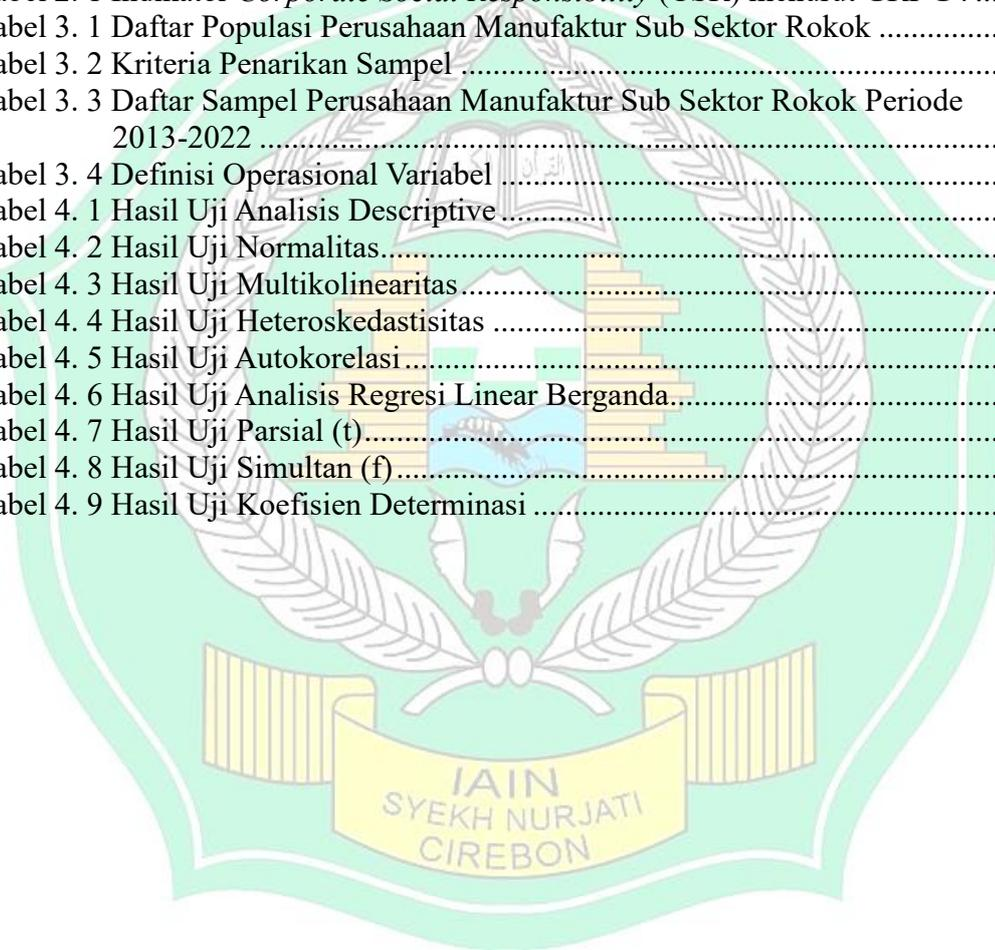 abel 3. 1 Daftar Populasi Perusahaan Manufaktur Sub Sektor Rokok ..............
abel 3. 2 Kriteria Penarikan Sampel ..................................................................
abel 3. 3 Daftar Sampel Perusahaan Manufaktur Sub Sektor Rokok Periode
2013-2022 ...........................................................................................
abel 3. 4 Definisi Operasional Variabel .............................................................
abel 4. 1 Hasil Uji Analisis Descriptive .............................................................
abel 4. 2 Hasil Uji Normalitas............................................................................
abel 4. 3 Hasil Uji Multikolinearitas ..................................................................
abel 4. 4 Hasil Uji Heteroskedastisitas ..............................................................
abel 4. 5 Hasil Uji Autokorelasi .........................................................................
abel 4. 6 Hasil Uji Analisis Regresi Linear Berganda........................................
abel 4. 7 Hasil Uji Parsial (t)..............................................................................
abel 4. 8 Hasil Uji Simultan (f) ..........................................................................
abel 4. 9 Hasil Uji Koefisien Determinasi .........................................................
IAIN
SYEKH NURJATI
CIREBON